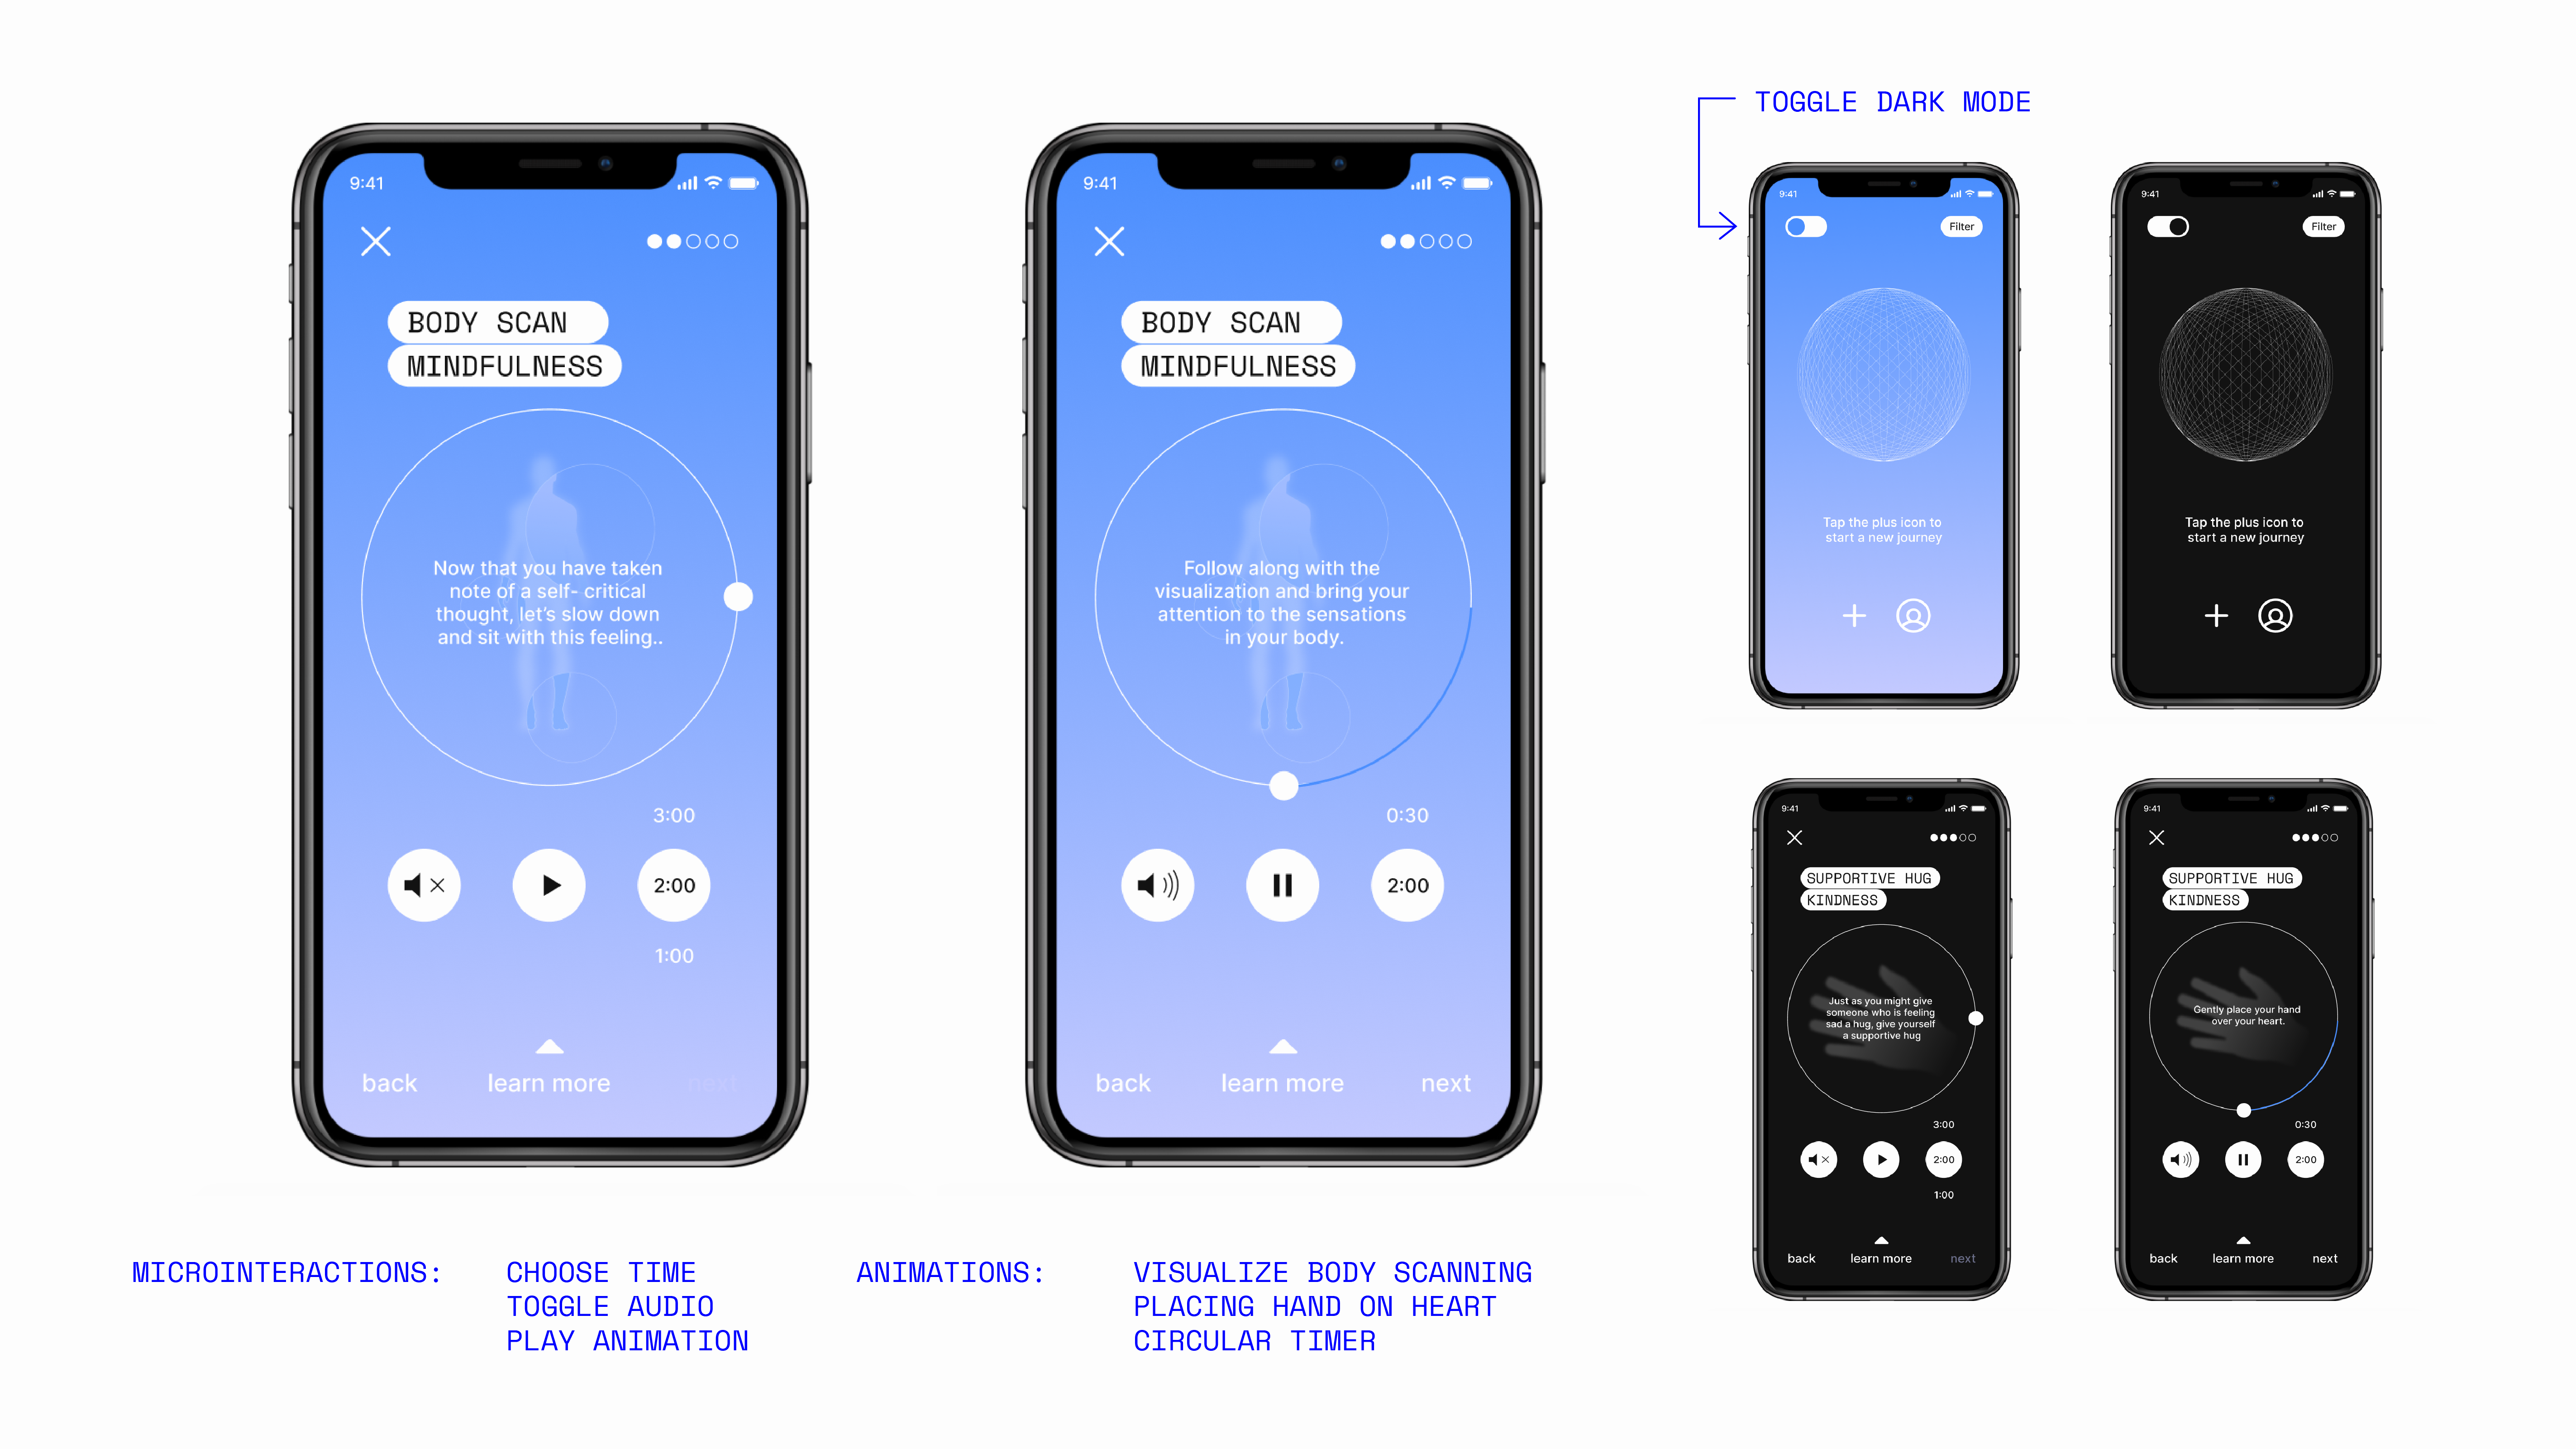 9:41
BODY SCAN
MINDFULNESS
Now that you have taken
note of a self- critical
thought, let's slow down
and sit with this feeling..
3:00
2:00
1:00
back learn more next
9:41
BODY SCAN
MINDFULNESS
Follow along with the
visualization and bring your
attention to the sensations
in your body.
0:30
2:00
back learn more next
TOGGLE DARK MODE
9:41
Filter
Tap the plus icon to
start a new journey
9:41
Filter
Tap the plus icon to
start a new journey
9:41
SUPPORTIVE HUG
KINDNESS
Just as you might give
someone who is feeling
sad a hug, give yourself
a supportive hug
3:00
2:00
1:00
back learn more next
9:41
SUPPORTIVE HUG
KINDNESS
Gently place your hand
over your heart.
0:30
2:00
back learn more next
MICROINTERACTIONS: CHOOSE TIME
TOGGLE AUDIO
PLAY ANIMATION
ANIMATIONS: VISUALIZE BODY SCANNING
PLACING HAND ON HEART
CIRCULAR TIMER